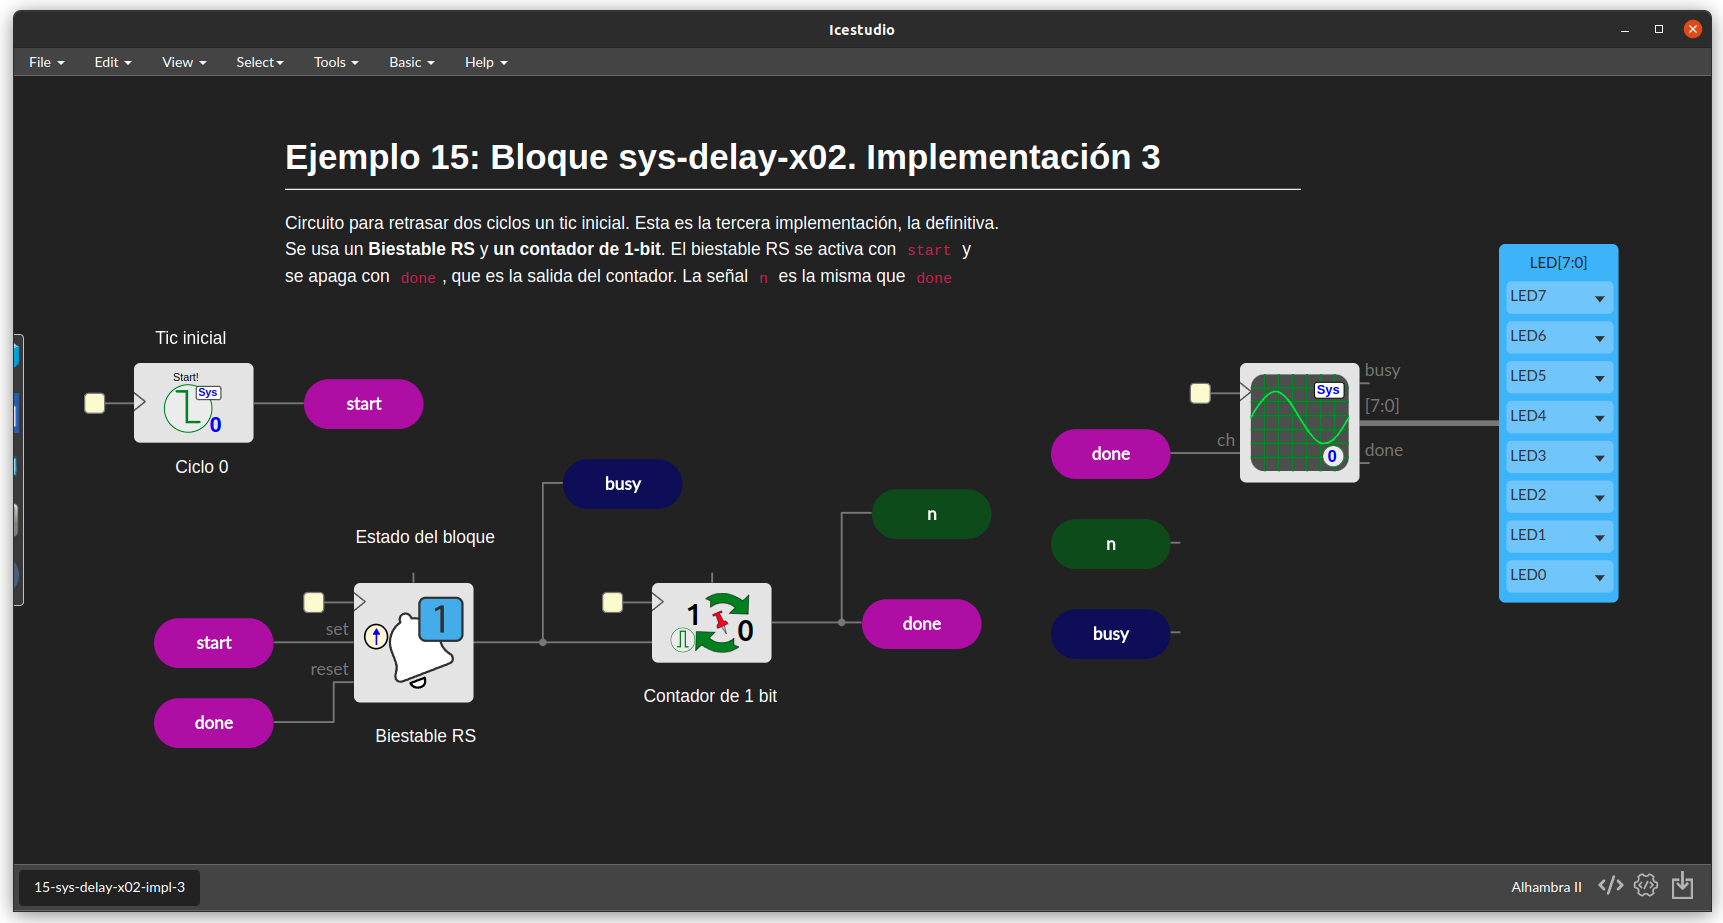 Icestudio
File Edit View Select Tools Basic Help
Ejemplo 15: Bloque sys-delay-x02. Implementación 3
Circuito para retrasar dos ciclos un tic inicial. Esta es la tercera implementación, la definitiva.
Se usa un Biestable RS y un contador de 1-bit. El biestable RS se activa con start y
se apaga con done , que es la salida del contador. La señal n es la misma que done
Tic inicial
Start!
Sys
0
start
Ciclo 0
busy
Estado del bloque
start
set
reset
done
1
Biestable RS
1
0
Contador de 1 bit
n
done
done
ch
Sys
0
busy
[7:0]
done
n
busy
LED[7:0]
LED7
LED6
LED5
LED4
LED3
LED2
LED1
LED0
15-sys-delay-x02-impl-3
Alhambra II